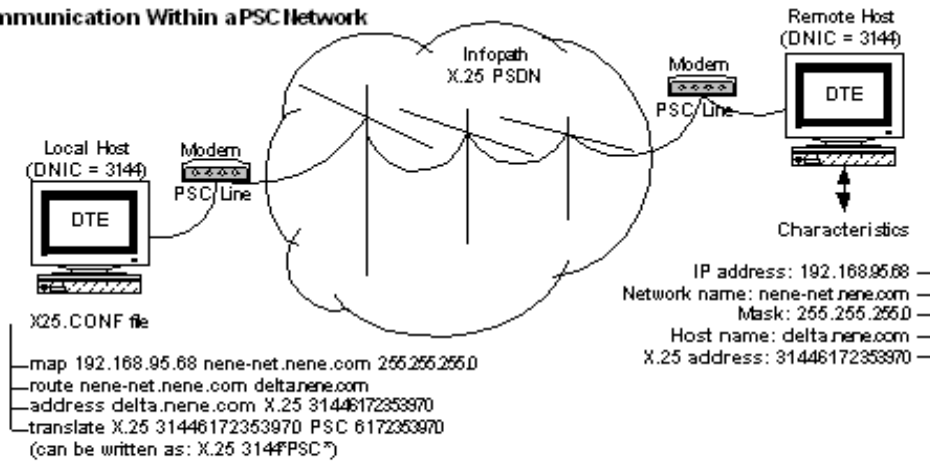 mmunication Within a PSC Network
Remote Host
(DNIC = 3144)
Infopath
X.25 PSDN
Modem
DTE
PSC Line
Local Host
(DNIC = 3144)
Modem
PSC Line
DTE
Characteristics
IP address: 192.168.95.68
Network name: nene-net.nene.com
Mask: 255.255.255.0
Host name: delta.nene.com
X.25 address: 31446172353970
X25.CONF file
map 192.168.95.68 nene-net.nene.com 255.255.255.0
route nene-net.nene.com delta.nene.com
address delta.nene.com X.25 31446172353970
translate X.25 31446172353970 PSC 6172353970
(can be written as: X.25 3144*PSC*)